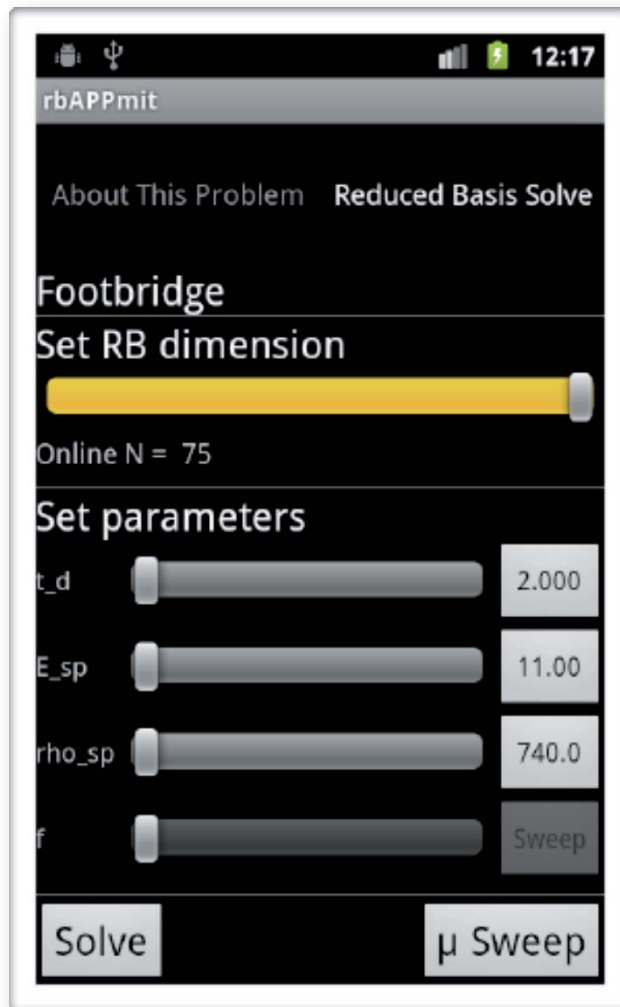 12:17
rbAPPmit
About This Problem Reduced Basis Solve
Footbridge
Set RB dimension
Online N = 75
Set parameters
t_d 2.000
E_sp 11.00
rho_sp 740.0
f Sweep
Solve μ Sweep